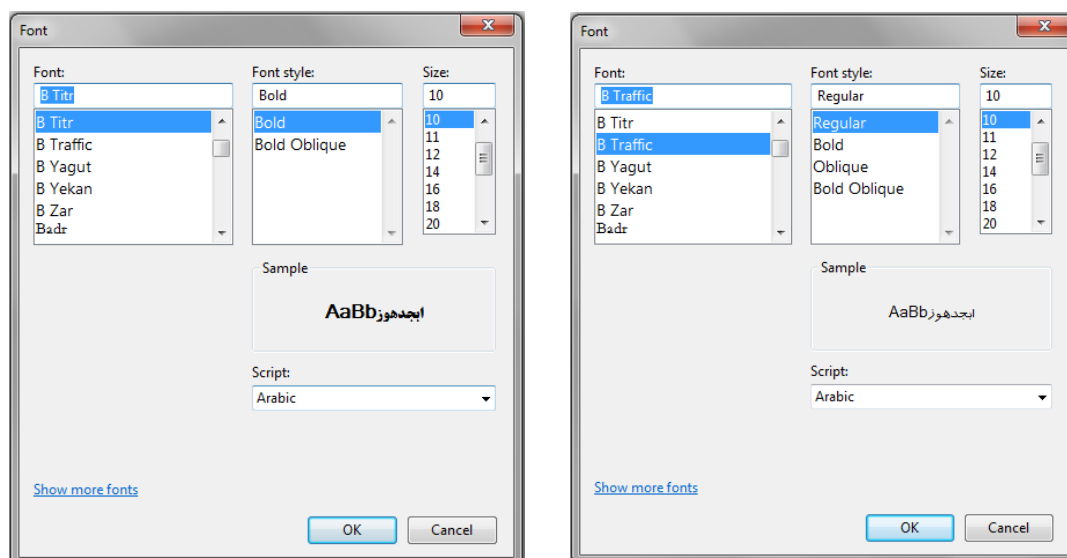 Font
Font:
Font style:
Size:
B Titr
Bold
10
B Titr
B Traffic
B Yagut
B Yekan
B Zar
Badr
Bold
Bold Oblique
10
11
12
14
16
18
20
Sample
AaBbابجدهوز
Script:
Arabic
Show more fonts
OK
Cancel
Font
Font:
Font style:
Size:
B Traffic
Regular
10
B Titr
B Traffic
B Yagut
B Yekan
B Zar
Badr
Regular
Bold
Oblique
Bold Oblique
10
11
12
14
16
18
20
Sample
AaBbابجدهوز
Script:
Arabic
Show more fonts
OK
Cancel